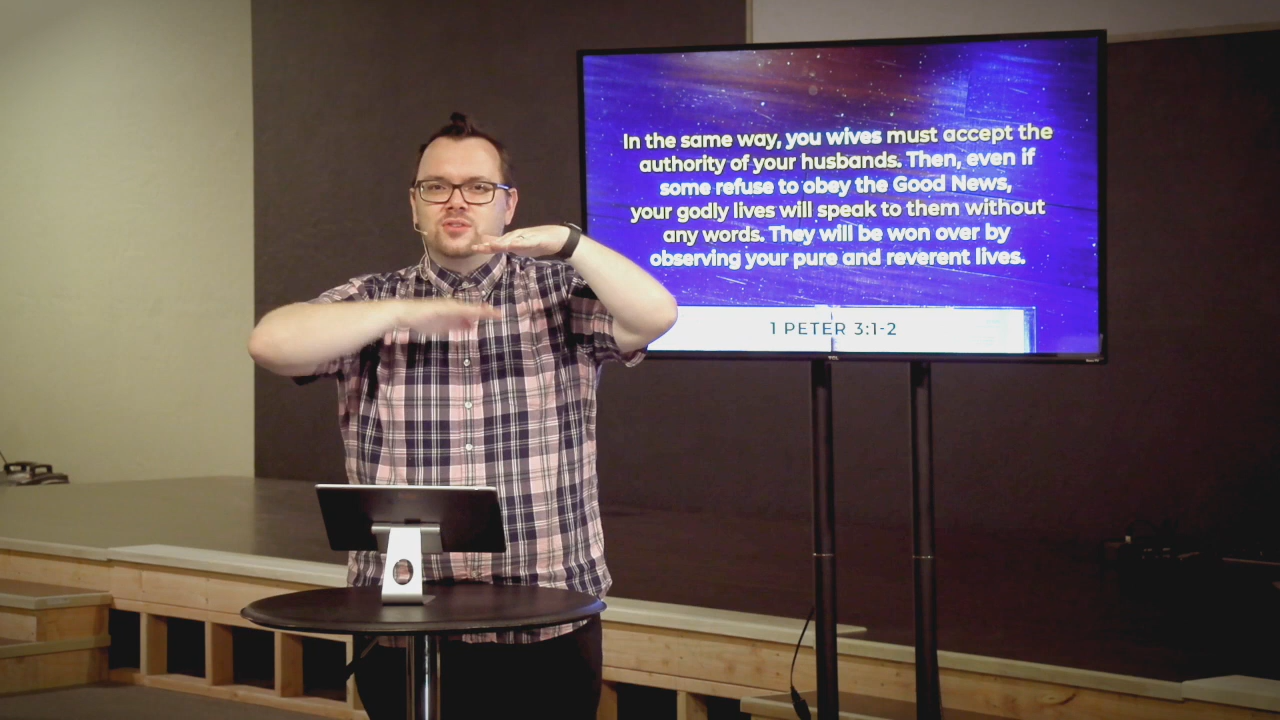 In the same way, you wives must accept the
authority of your husbands. Then, even if
some refuse to obey the Good News,
your godly lives will speak to them without
any words. They will be won over by
observing your pure and reverent lives.
1 PETER 3:1-2
TCL